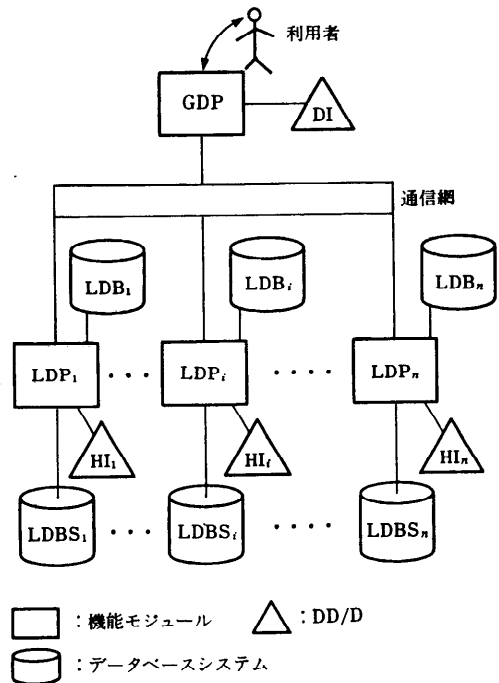 利用者
GDP
DI
通信網
LDB₁
LDBᵢ
LDBₙ
LDP₁ ··· LDPᵢ ···· LDPₙ
HI₁
HIᵢ
HIₙ
LDBS₁ ··· LDBSᵢ ···· LDBSₙ
：機能モジュール
：DD/D
：データベースシステム